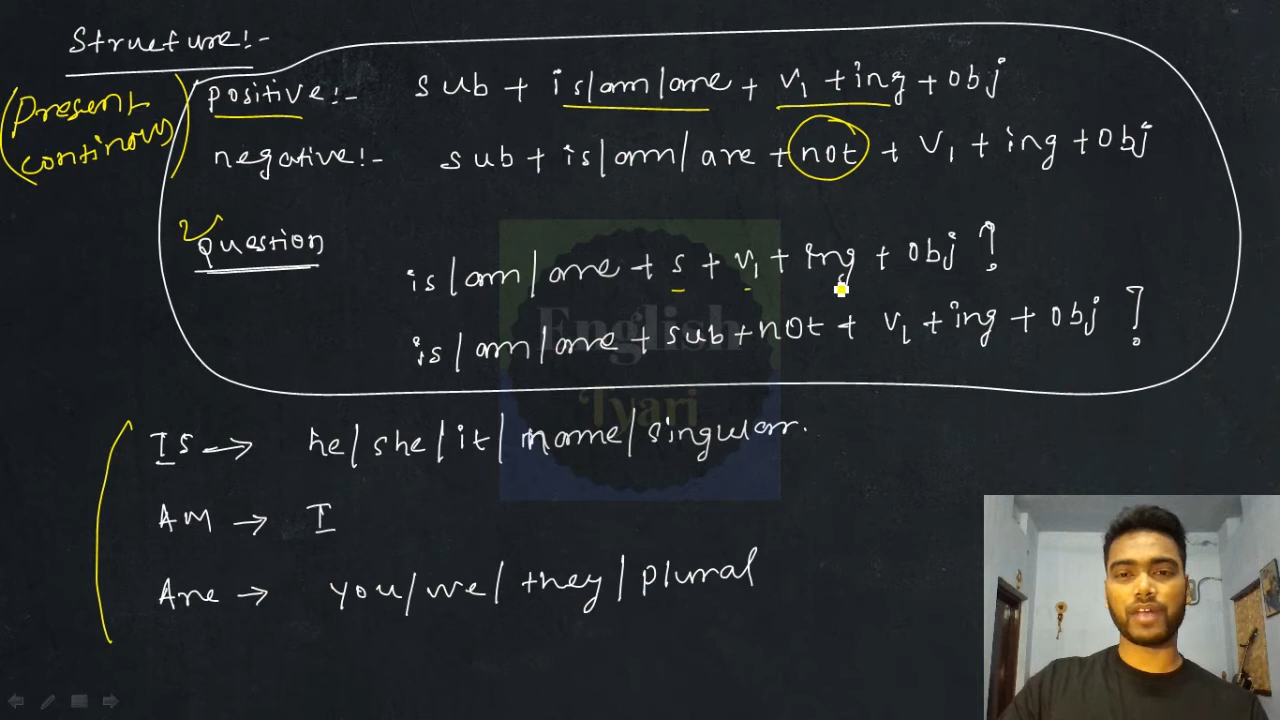 Structure:-
(Present continous)
positive:- sub + is/am/are + V1 + ing + obj
negative:- sub + is/am/are + not + V1 + ing + obj
Question
is/am/are + s + V1 + ing + obj ?
is/am/are + sub + not + V1 + ing + obj ?
English
Tyari
IS → he/she/it/name/singular.
AM → I
Are → you/we/they/plural